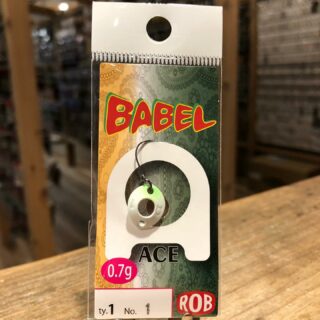 BABEL
ACE
0.7g
ty.1 No. 1
ROB